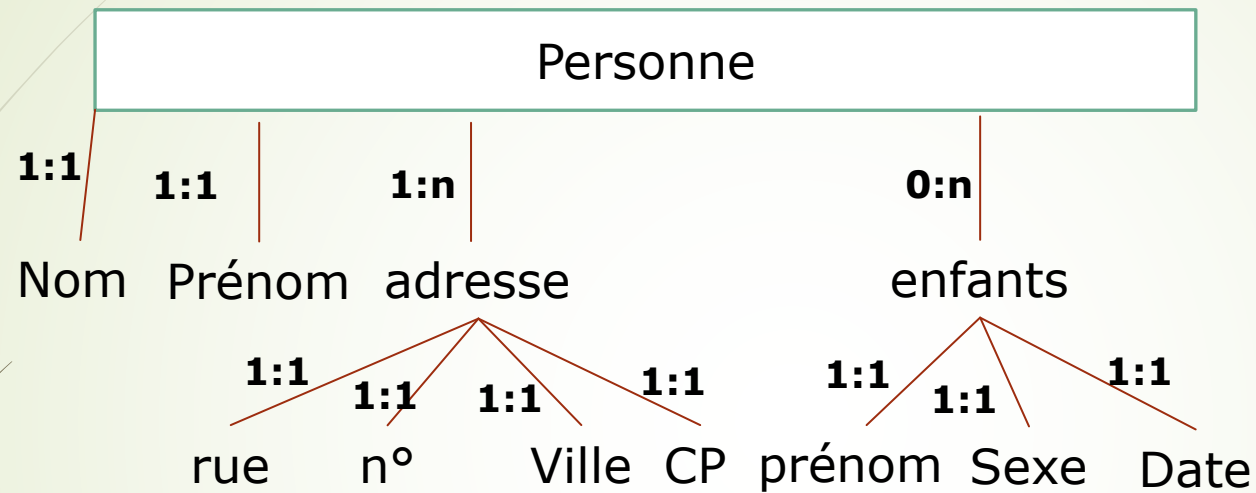 Personne
1:1 1:1 1:n 0:n
Nom Prénom adresse enfants
1:1 1:1 1:1 1:1 1:1 1:1 1:1
rue n° Ville CP prénom Sexe Date